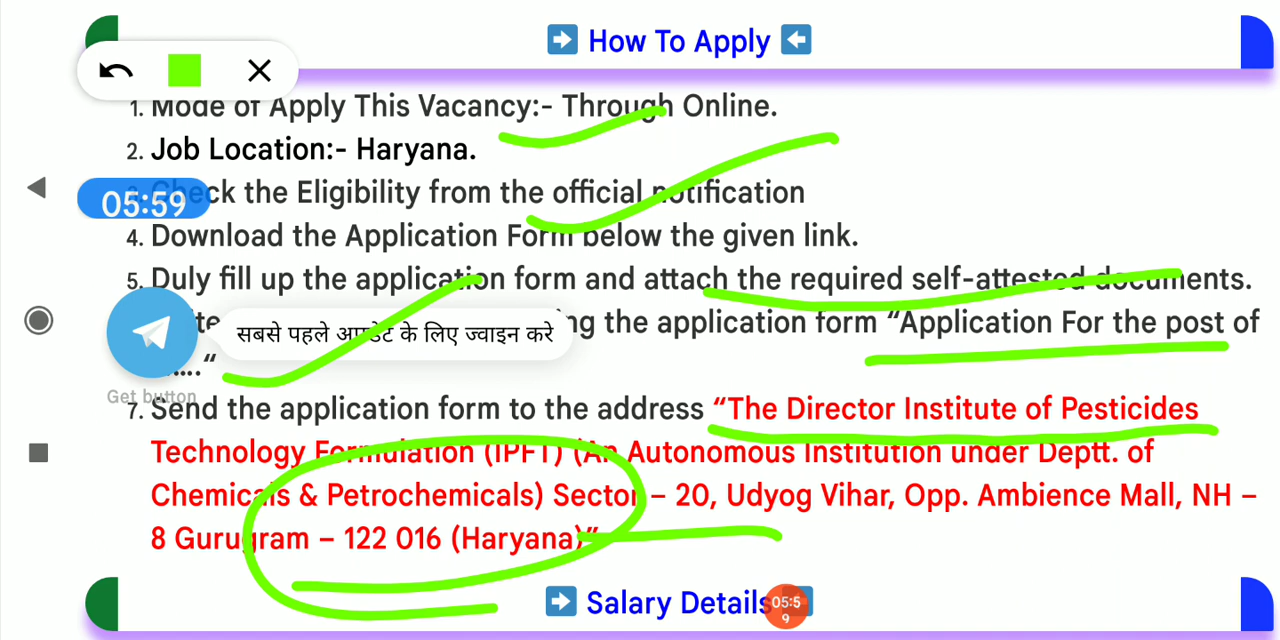 How To Apply
1. Mode of Apply This Vacancy:- Through Online.
2. Job Location:- Haryana.
05:59
the Eligibility from the official notification
4. Download the Application Form below the given link.
5. Duly fill up the application form and attach the required self-attested documents.
सबसे पहले अपडेट के लिए ज्वाइन करे
the application form “Application For the post of
….“
Get button
7. Send the application form to the address “The Director Institute of Pesticides
Technology Formulation (IPFT) (An Autonomous Institution under Deptt. of
Chemicals & Petrochemicals) Sector – 20, Udyog Vihar, Opp. Ambience Mall, NH –
8 Gurugram – 122 016 (Haryana)”
Salary Details
05:59